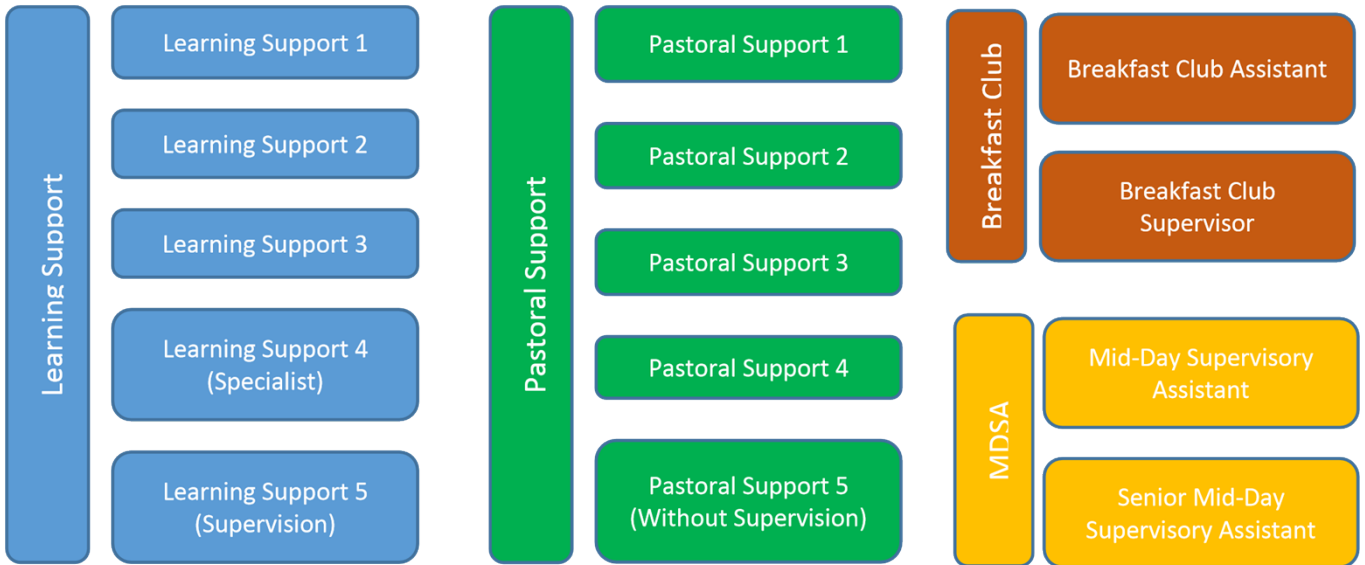 Learning Support
Learning Support 1
Learning Support 2
Learning Support 3
Learning Support 4
(Specialist)
Learning Support 5
(Supervision)
Pastoral Support
Pastoral Support 1
Pastoral Support 2
Pastoral Support 3
Pastoral Support 4
Pastoral Support 5
(Without Supervision)
Breakfast Club
Breakfast Club Assistant
Breakfast Club
Supervisor
MDSA
Mid-Day Supervisory
Assistant
Senior Mid-Day
Supervisory Assistant